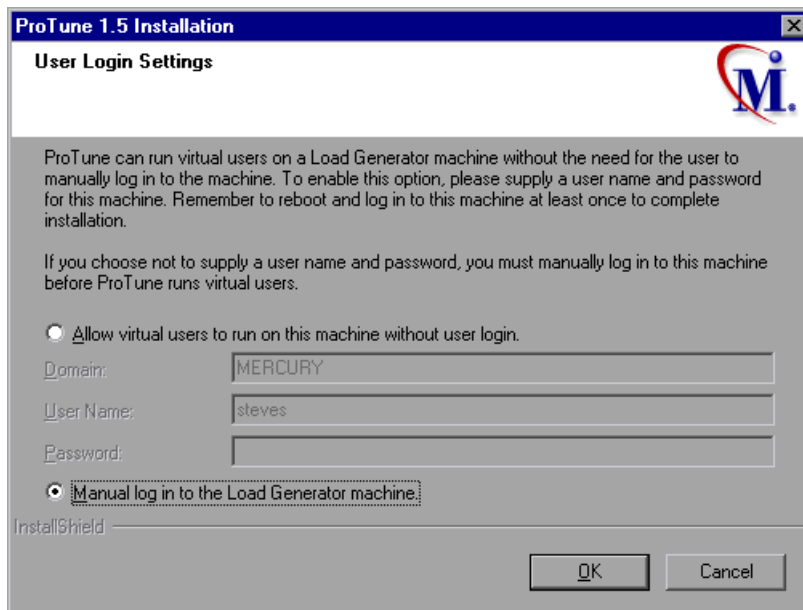 ProTune 1.5 Installation
User Login Settings
M.
ProTune can run virtual users on a Load Generator machine without the need for the user to
manually log in to the machine. To enable this option, please supply a user name and password
for this machine. Remember to reboot and log in to this machine at least once to complete
installation.
If you choose not to supply a user name and password, you must manually log in to this machine
before ProTune runs virtual users.
Allow virtual users to run on this machine without user login.
Domain: MERCURY
User Name: steves
Password:
Manual log in to the Load Generator machine.
InstallShield
OK Cancel